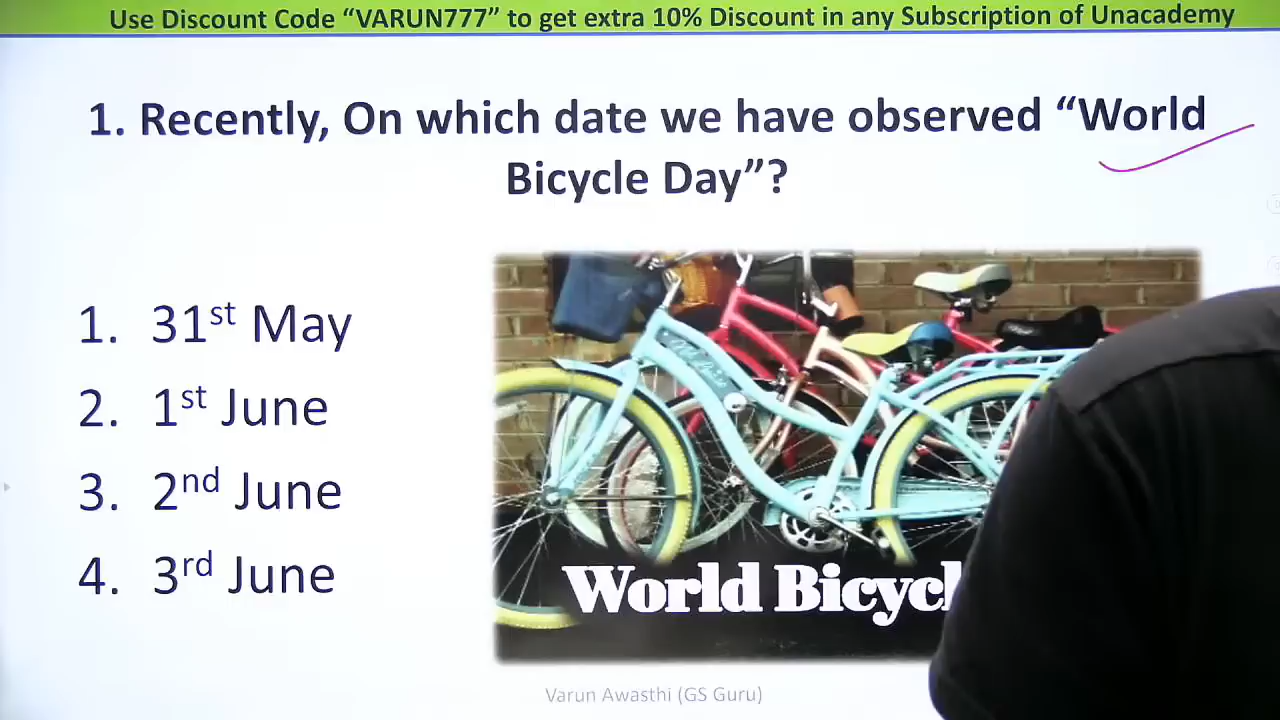 Use Discount Code “VARUN777” to get extra 10% Discount in any Subscription of Unacademy
1. Recently, On which date we have observed “World
Bicycle Day”?
1. 31st May
2. 1st June
3. 2nd June
4. 3rd June
World Bicycl
Varun Awasthi (GS Guru)